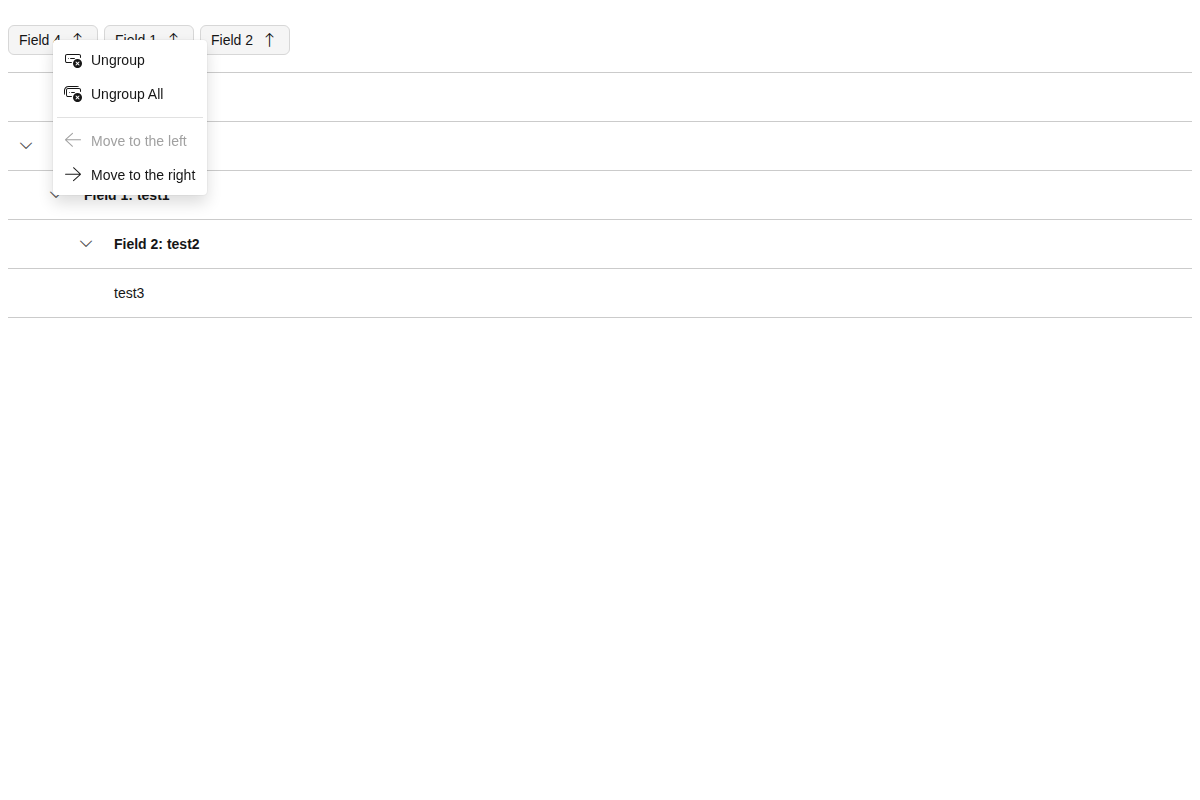 Field 4 Field 1 Field 2
Ungroup
Ungroup All
Move to the left
Move to the right
Field 1: test1
Field 2: test2
test3